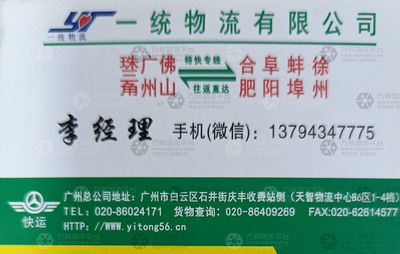 一统物流
一统物流有限公司
珠广佛 特快专线 合阜蚌徐
角州山 往返直达 肥阳埠州
李经理 手机(微信): 13794347775
快运
广州总公司地址: 广州市白云区石井街庆丰收费站侧(天智物流中心B6区1-4档)
TEL: 020-86024171 货物查询: 020-86409269 FAX:020-62614577
Http: //www.yitong56.cn